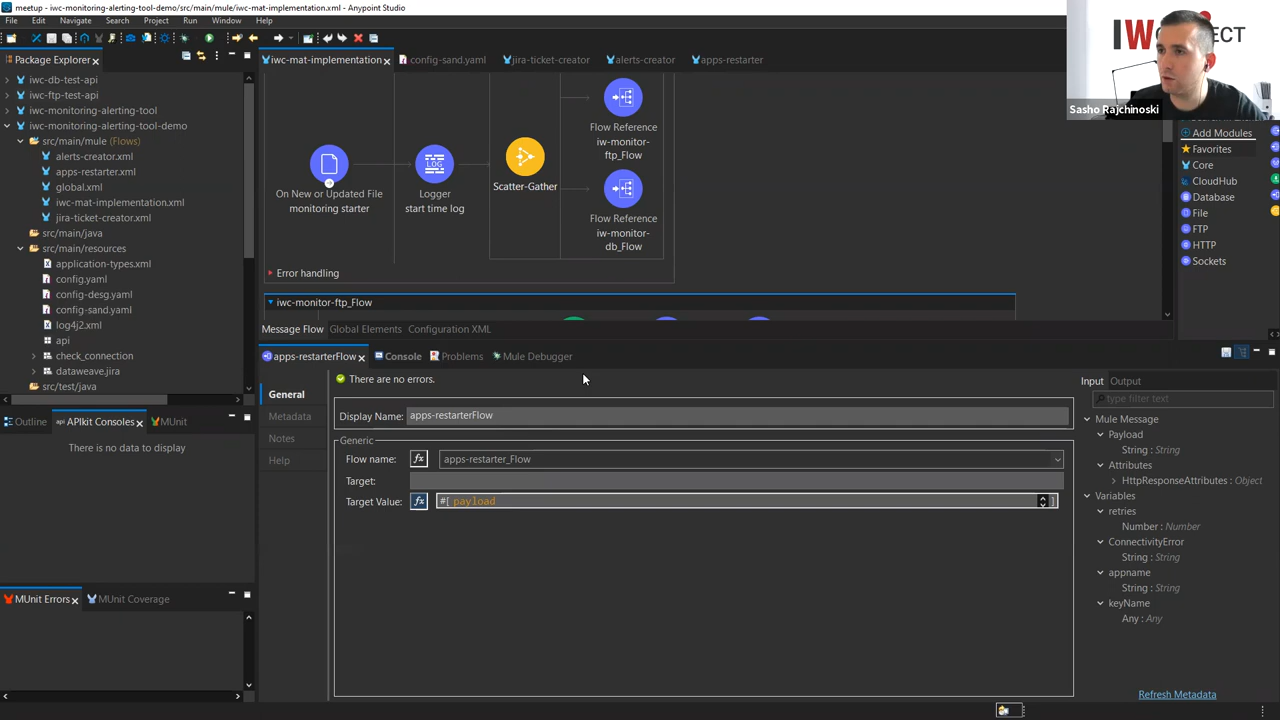 meetup - iwc-monitoring-alerting-tool-demo/src/main/mule/iwc-mat-implementation.xml - Anypoint Studio
File Edit Navigate Search Project Run Window Help
Package Explorer
iwc-db-test-api
iwc-ftp-test-api
iwc-monitoring-alerting-tool
iwc-monitoring-alerting-tool-demo
src/main/mule (Flows)
alerts-creator.xml
apps-restarter.xml
global.xml
iwc-mat-implementation.xml
jira-ticket-creator.xml
src/main/java
src/main/resources
application-types.xml
config.yaml
config-desg.yaml
config-sand.yaml
log4j2.xml
api
check_connection
dataweave.jira
src/test/java
Outline
api APIkit Consoles
MUnit
There is no data to display
MUnit Errors
MUnit Coverage
iwc-mat-implementation
config-sand.yaml
jira-ticket-creator
alerts-creator
apps-restarter
On New or Updated File
monitoring starter
LOG
Logger
start time log
Scatter-Gather
Flow Reference
iw-monitor-
ftp_Flow
Flow Reference
iw-monitor-
db_Flow
Error handling
iwc-monitor-ftp_Flow
Message Flow Global Elements Configuration XML
Sasho Rajchinoski
Add Modules
Favorites
Core
CloudHub
Database
File
FTP
HTTP
Sockets
apps-restarterFlow
Console
Problems
Mule Debugger
There are no errors.
General
Metadata
Notes
Help
Display Name: apps-restarterFlow
Generic
Flow name: fx apps-restarter_Flow
Target:
Target Value: fx #[ payload ]
Input Output
type filter text
Mule Message
Payload
String : String
Attributes
HttpResponseAttributes : Object
Variables
retries
Number : Number
ConnectivityError
String : String
appname
String : String
keyName
Any : Any
Refresh Metadata